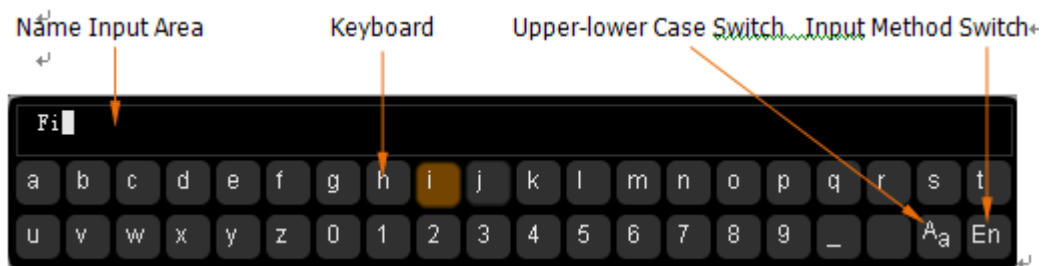 Name Input Area Keyboard Upper-lower Case Switch Input Method Switch
Fi
a b c d e f g h i j k l m n o p q r s t
u v w x y z 0 1 2 3 4 5 6 7 8 9 _ Aa En